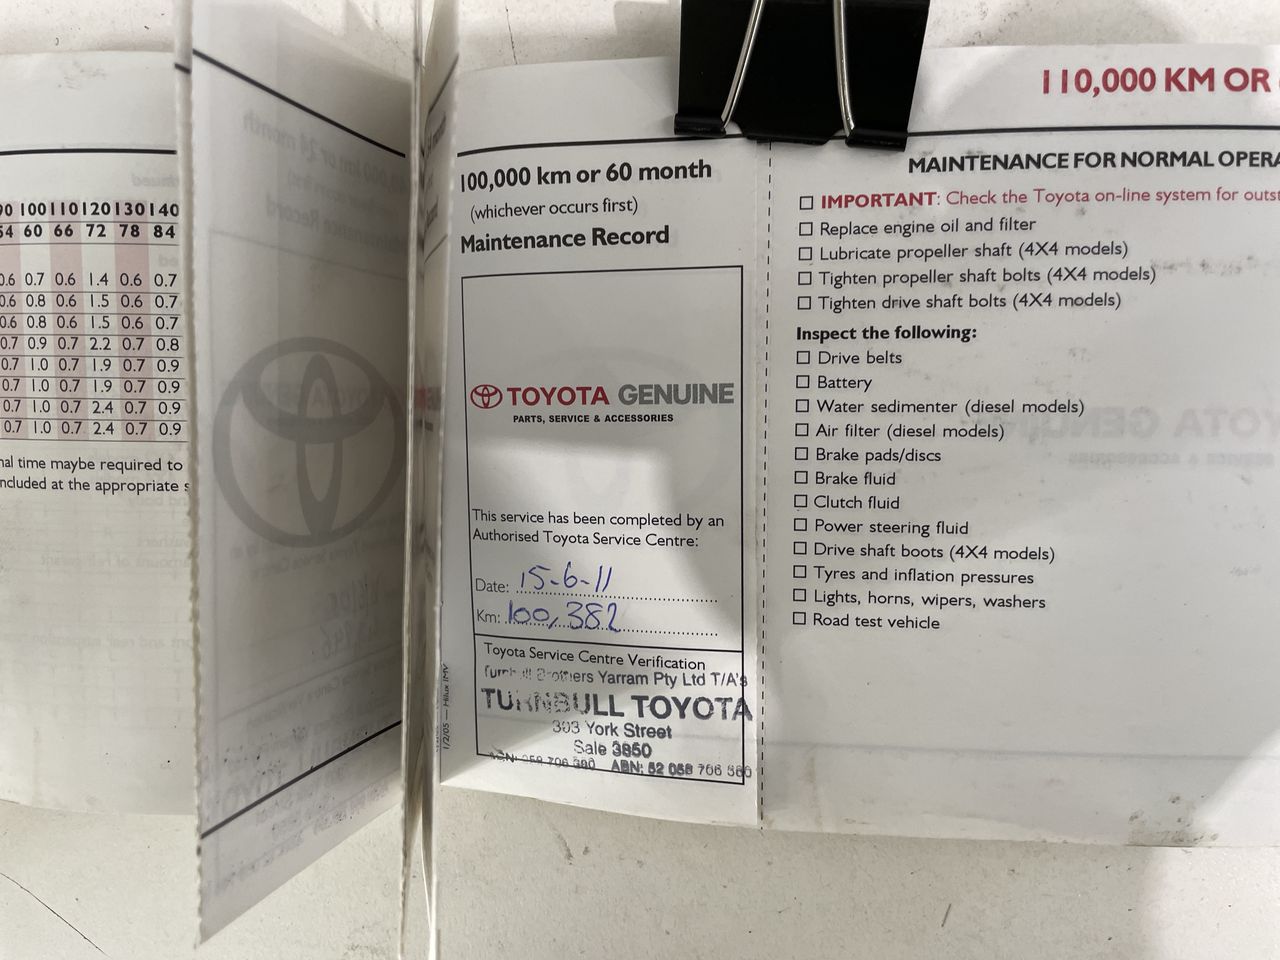 90 100 110 120 130 140
54 60 66 72 78 84
0.6 0.7 0.6 1.4 0.6 0.7
0.6 0.8 0.6 1.5 0.6 0.7
0.6 0.8 0.6 1.5 0.6 0.7
0.7 0.9 0.7 2.2 0.7 0.8
0.7 1.0 0.7 1.9 0.7 0.9
0.7 1.0 0.7 1.9 0.7 0.9
0.7 1.0 0.7 2.4 0.7 0.9
0.7 1.0 0.7 2.4 0.7 0.9
time maybe required to
included at the appropriate
100,000 km or 60 month
(whichever occurs first)
Maintenance Record
TOYOTA GENUINE
PARTS, SERVICE & ACCESSORIES
This service has been completed by an
Authorised Toyota Service Centre:
Date: 15-6-11
Km: 100,382
Toyota Service Centre Verification
Turnbull Brothers Yarram Pty Ltd T/A's
TURNBULL TOYOTA
303 York Street
Sale 3850
ABN: 52 058 706 380
1/2/05 — Hilux IMV
110,000 KM OR
MAINTENANCE FOR NORMAL
IMPORTANT: Check the Toyota on-line system for
Replace engine oil and filter
Lubricate propeller shaft (4X4 models)
Tighten propeller shaft bolts (4X4 models)
Tighten drive shaft bolts (4X4 models)
Inspect the following:
Drive belts
Battery
Water sedimenter (diesel models)
Air filter (diesel models)
Brake pads/discs
Brake fluid
Clutch fluid
Power steering fluid
Drive shaft boots (4X4 models)
Tyres and inflation pressures
Lights, horns, wipers, washers
Road test vehicle